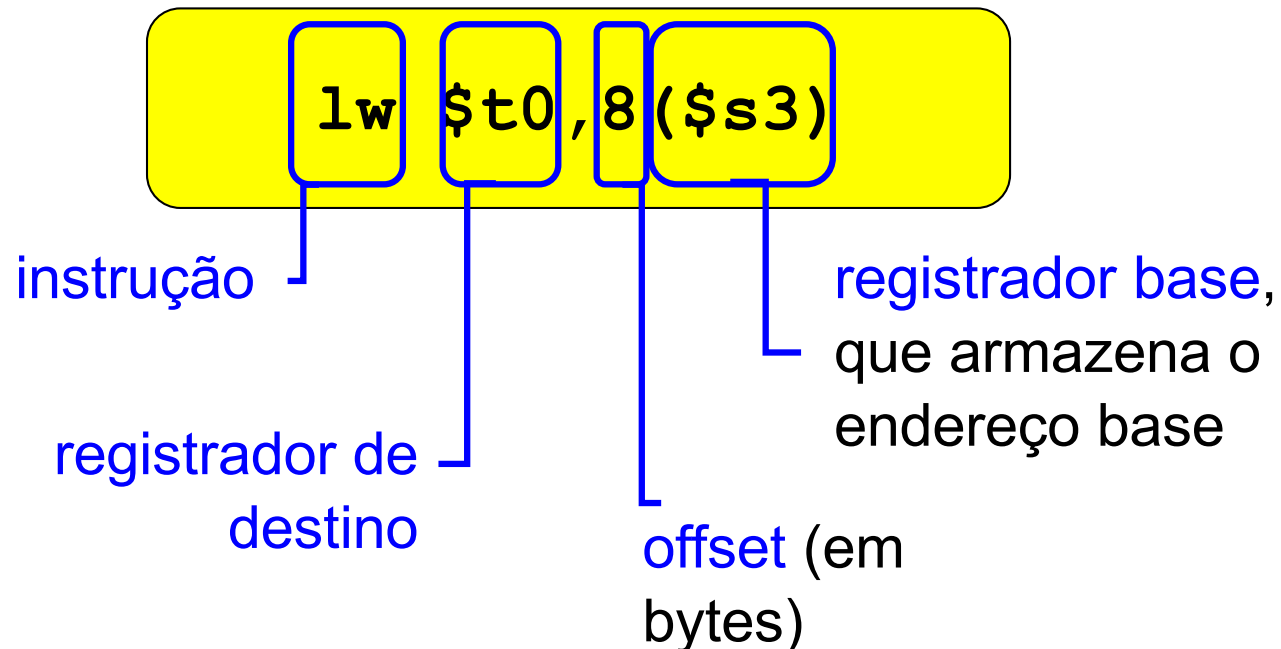 lw $t0,8($s3)
instrução
registrador de
destino
offset (em
bytes)
registrador base,
que armazena o
endereço base